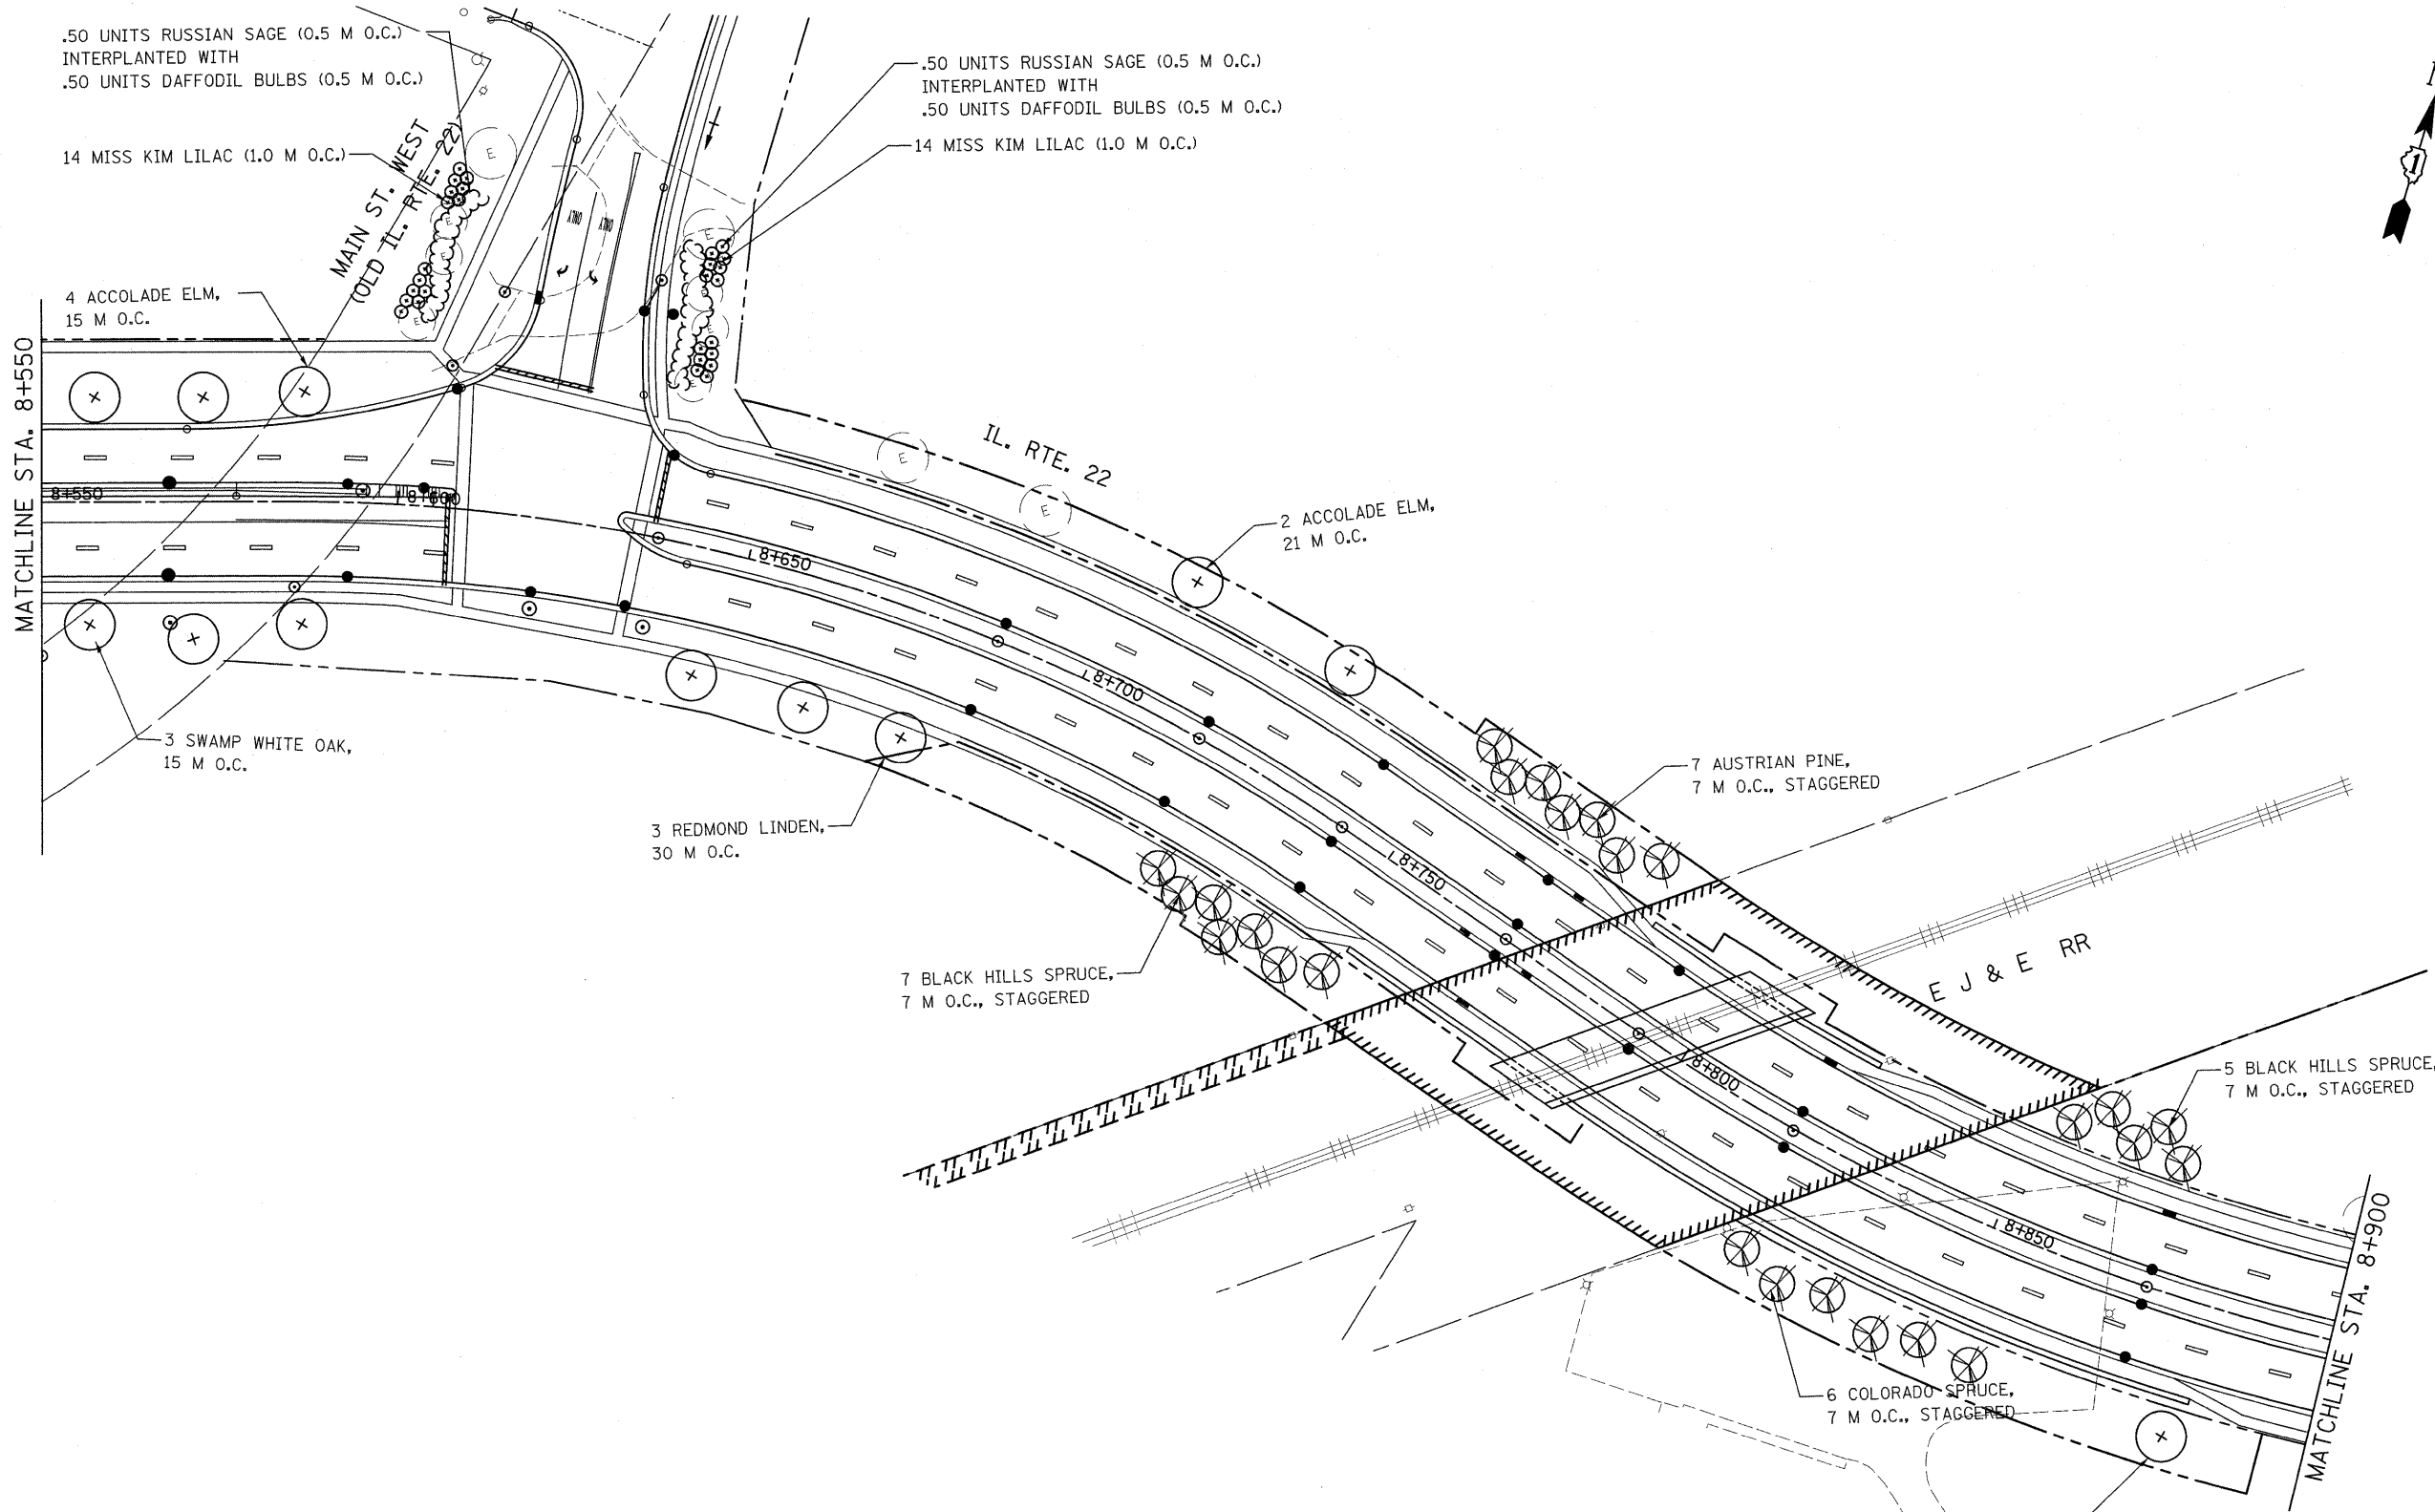 .50 UNITS RUSSIAN SAGE (0.5 M O.C.)
INTERPLANTED WITH
.50 UNITS DAFFODIL BULBS (0.5 M O.C.)
14 MISS KIM LILAC (1.0 M O.C.)
.50 UNITS RUSSIAN SAGE (0.5 M O.C.)
INTERPLANTED WITH
.50 UNITS DAFFODIL BULBS (0.5 M O.C.)
14 MISS KIM LILAC (1.0 M O.C.)
1
MAIN ST. WEST
(OLD IL. RTE. 22)
E
E
E
E
E
E
E
E
ONLY
ONLY
4 ACCOLADE ELM,
15 M O.C.
MATCHLINE STA. 8+550
8+550
8+600
IL. RTE. 22
E
E
2 ACCOLADE ELM,
21 M O.C.
8+650
8+700
3 SWAMP WHITE OAK,
15 M O.C.
3 REDMOND LINDEN,
30 M O.C.
7 AUSTRIAN PINE,
7 M O.C., STAGGERED
8+750
7 BLACK HILLS SPRUCE,
7 M O.C., STAGGERED
E J & E RR
8+800
5 BLACK HILLS SPRUCE,
7 M O.C., STAGGERED
8+850
MATCHLINE STA. 8+900
6 COLORADO SPRUCE,
7 M O.C., STAGGERED